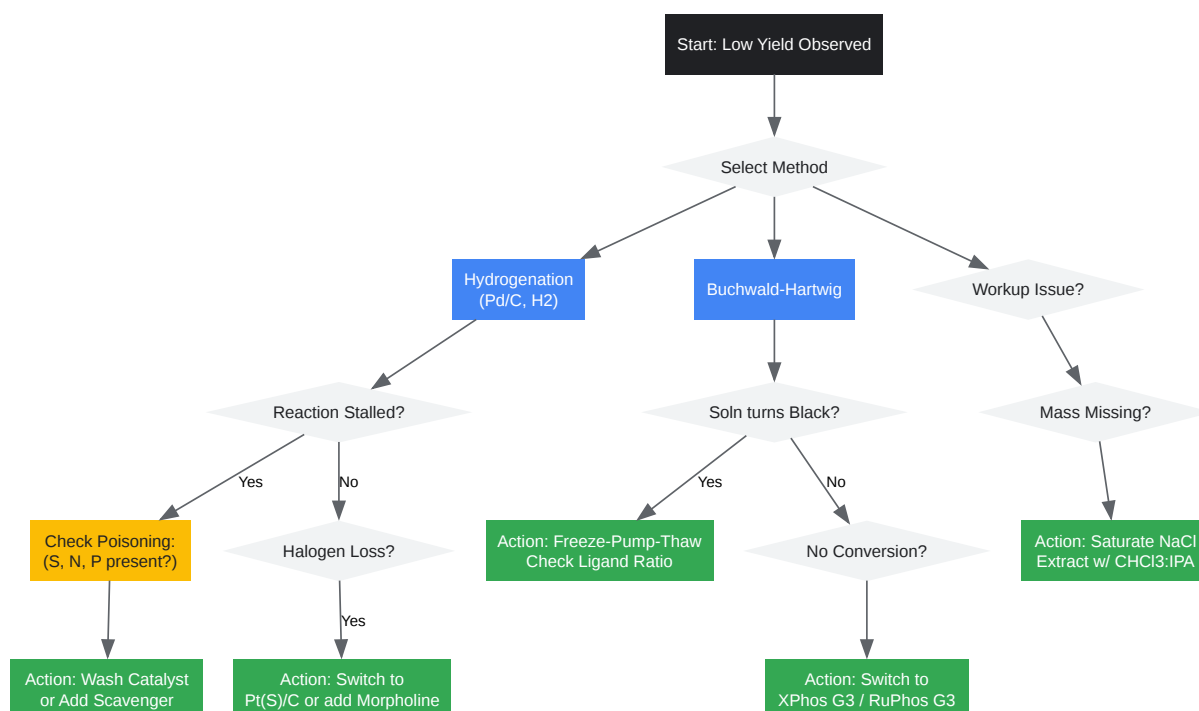 Start: Low Yield Observed
Select Method
Hydrogenation
(Pd/C, H2)
Buchwald-Hartwig
Workup Issue?
Reaction Stalled?
Soln turns Black?
Mass Missing?
Yes
No
Yes
No
Check Poisoning:
(S, N, P present?)
Halogen Loss?
Action: Freeze-Pump-Thaw
Check Ligand Ratio
No Conversion?
Action: Saturate NaCl
Extract w/ CHCl3:IPA
Yes
Action: Wash Catalyst
or Add Scavenger
Action: Switch to
Pt(S)/C or add Morpholine
Action: Switch to
XPhos G3 / RuPhos G3